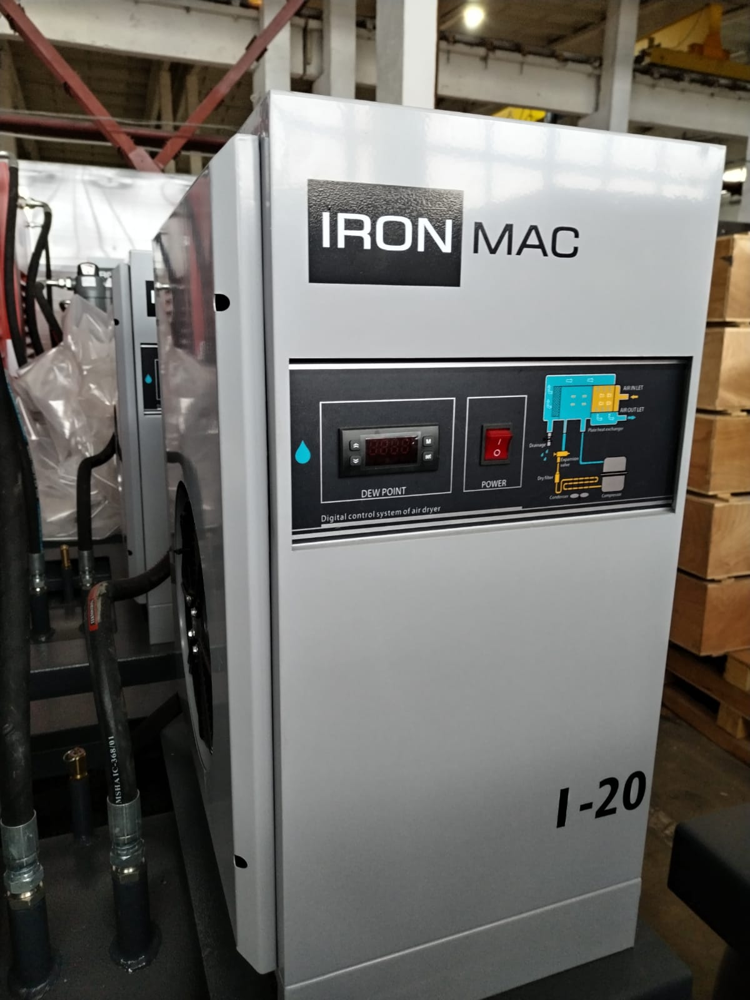 IRON MAC
AIR IN LET
AIR OUT LET
Plate heat exchanger
Drainage
Expansion
valve
Dry filter
Condenser
Compressor
M
set
DEW POINT
I
O
POWER
Digital control system of air dryer
MSHA IC-368/01
I-20